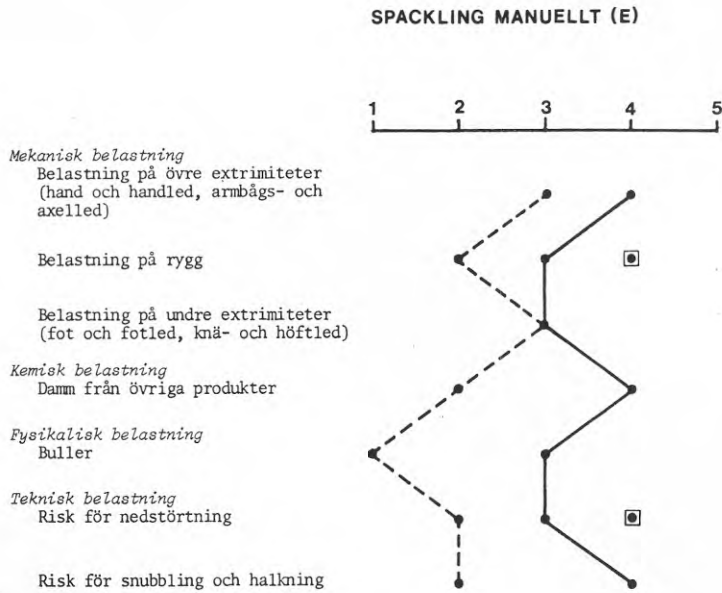 SPACKLING MANUELLT (E)
1 2 3 4 5
Mekanisk belastning
Belastning på övre extrimiteter
(hand och handled, armbågs- och
axelled)
Belastning på rygg
Belastning på undre extrimiteter
(fot och fotled, knä- och höftled)
Kemisk belastning
Damm från övriga produkter
Fysikalisk belastning
Buller
Teknisk belastning
Risk för nedstörtning
Risk för snubbling och halkning